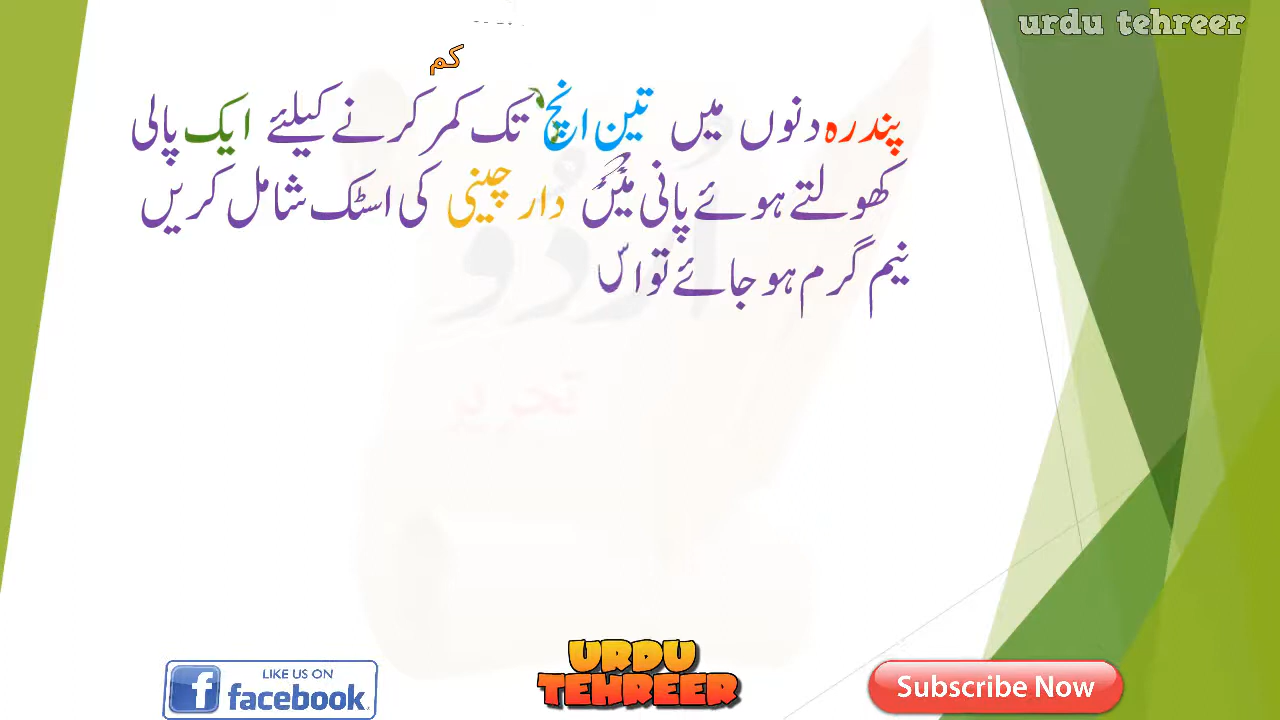 urdu tehreer
کم
پندرہ دنوں میں تین انچ تک کمر کرنے کیلئے ایک پالی
کھولتے ہوئے پانی میں دار چینی کی اسٹک شامل کریں
نیم گرم ہو جائے تو اس
اُردُو
تحریر
LIKE US ON
facebook
URDU
TEHREER
Subscribe Now